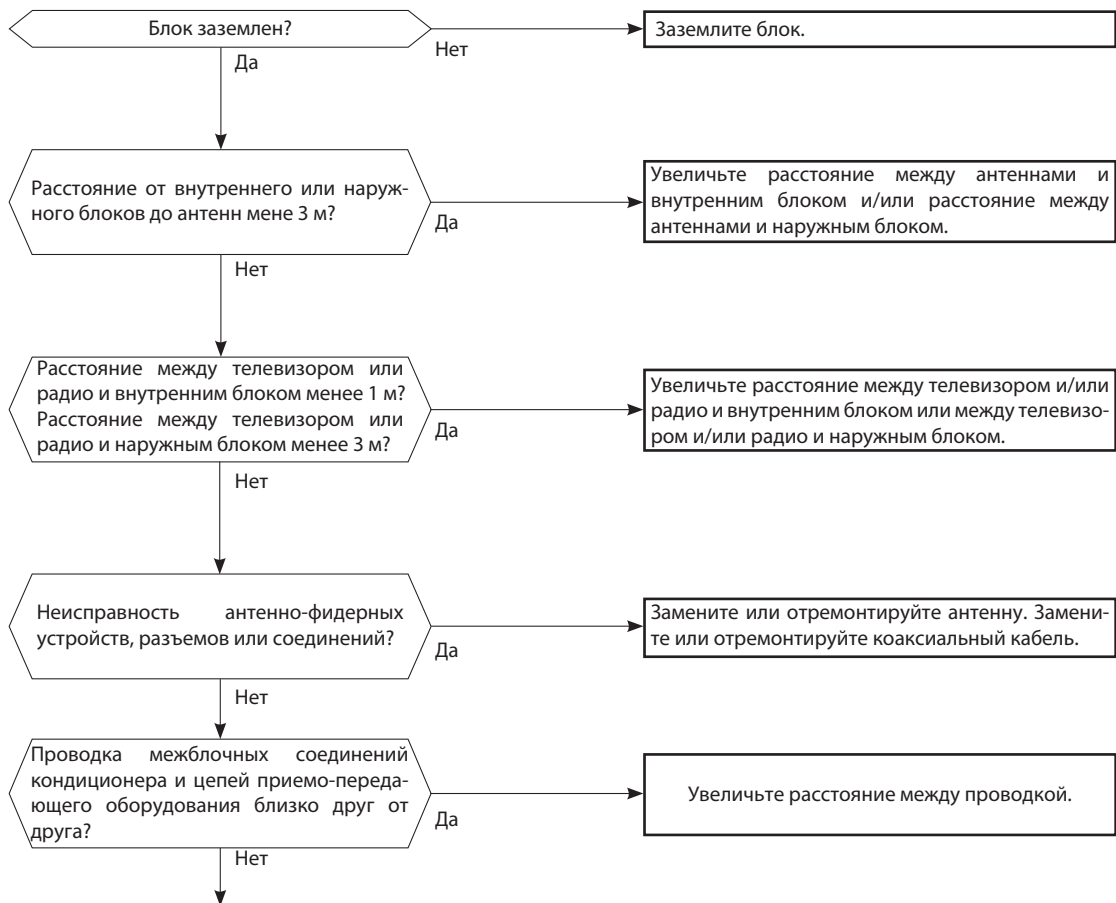 Блок заземлен?
Нет
Заземлите блок.
Да
Расстояние от внутреннего или наруж-
ного блоков до антенн мене 3 м?
Да
Увеличьте расстояние между антеннами и
внутренним блоком и/или расстояние между
антеннами и наружным блоком.
Нет
Расстояние между телевизором или
радио и внутренним блоком менее 1 м?
Расстояние между телевизором или
радио и наружным блоком менее 3 м?
Да
Увеличьте расстояние между телевизором и/или
радио и внутренним блоком или между телевизо-
ром и/или радио и наружным блоком.
Нет
Неисправность антенно-фидерных
устройств, разъемов или соединений?
Да
Замените или отремонтируйте антенну. Замени-
те или отремонтируйте коаксиальный кабель.
Нет
Проводка межблочных соединений
кондиционера и цепей приемо-переда-
ющего оборудования близко друг от
друга?
Да
Увеличьте расстояние между проводкой.
Нет